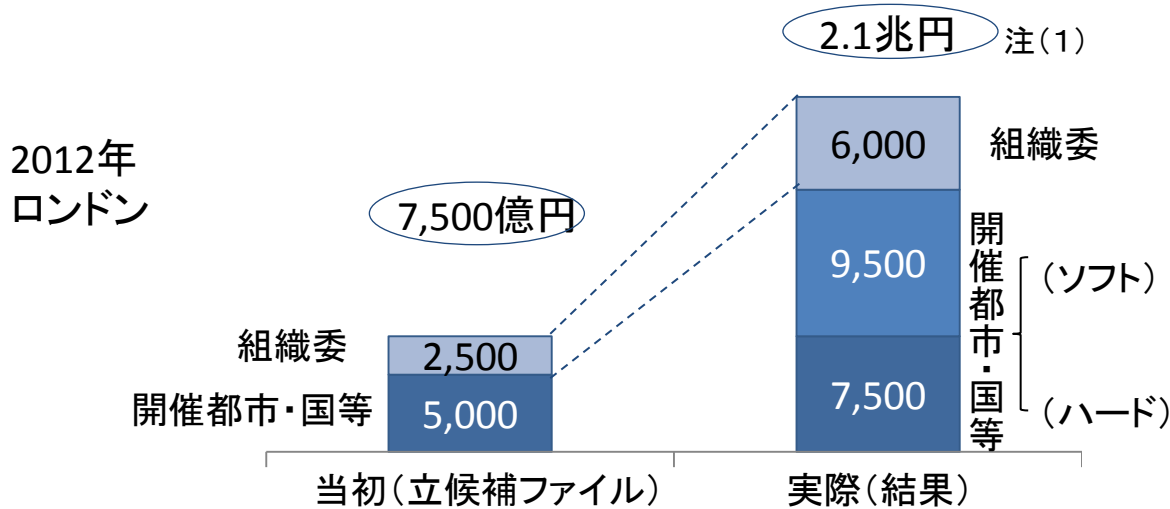 2.1兆円
注(1)
2012年
ロンドン
7,500億円
6,000
組織委
9,500
開催都市・国等
(ソフト)
7,500
(ハード)
組織委
2,500
開催都市・国等
5,000
当初(立候補ファイル)
実際(結果)